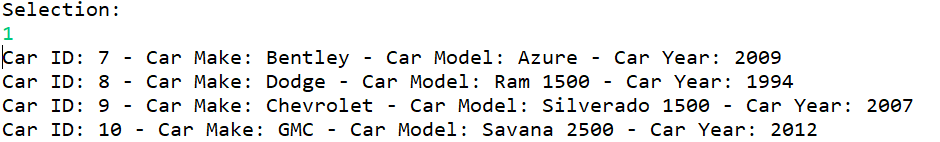 Selection:
1
Car ID: 7 - Car Make: Bentley - Car Model: Azure - Car Year: 2009
Car ID: 8 - Car Make: Dodge - Car Model: Ram 1500 - Car Year: 1994
Car ID: 9 - Car Make: Chevrolet - Car Model: Silverado 1500 - Car Year: 2007
Car ID: 10 - Car Make: GMC - Car Model: Savana 2500 - Car Year: 2012